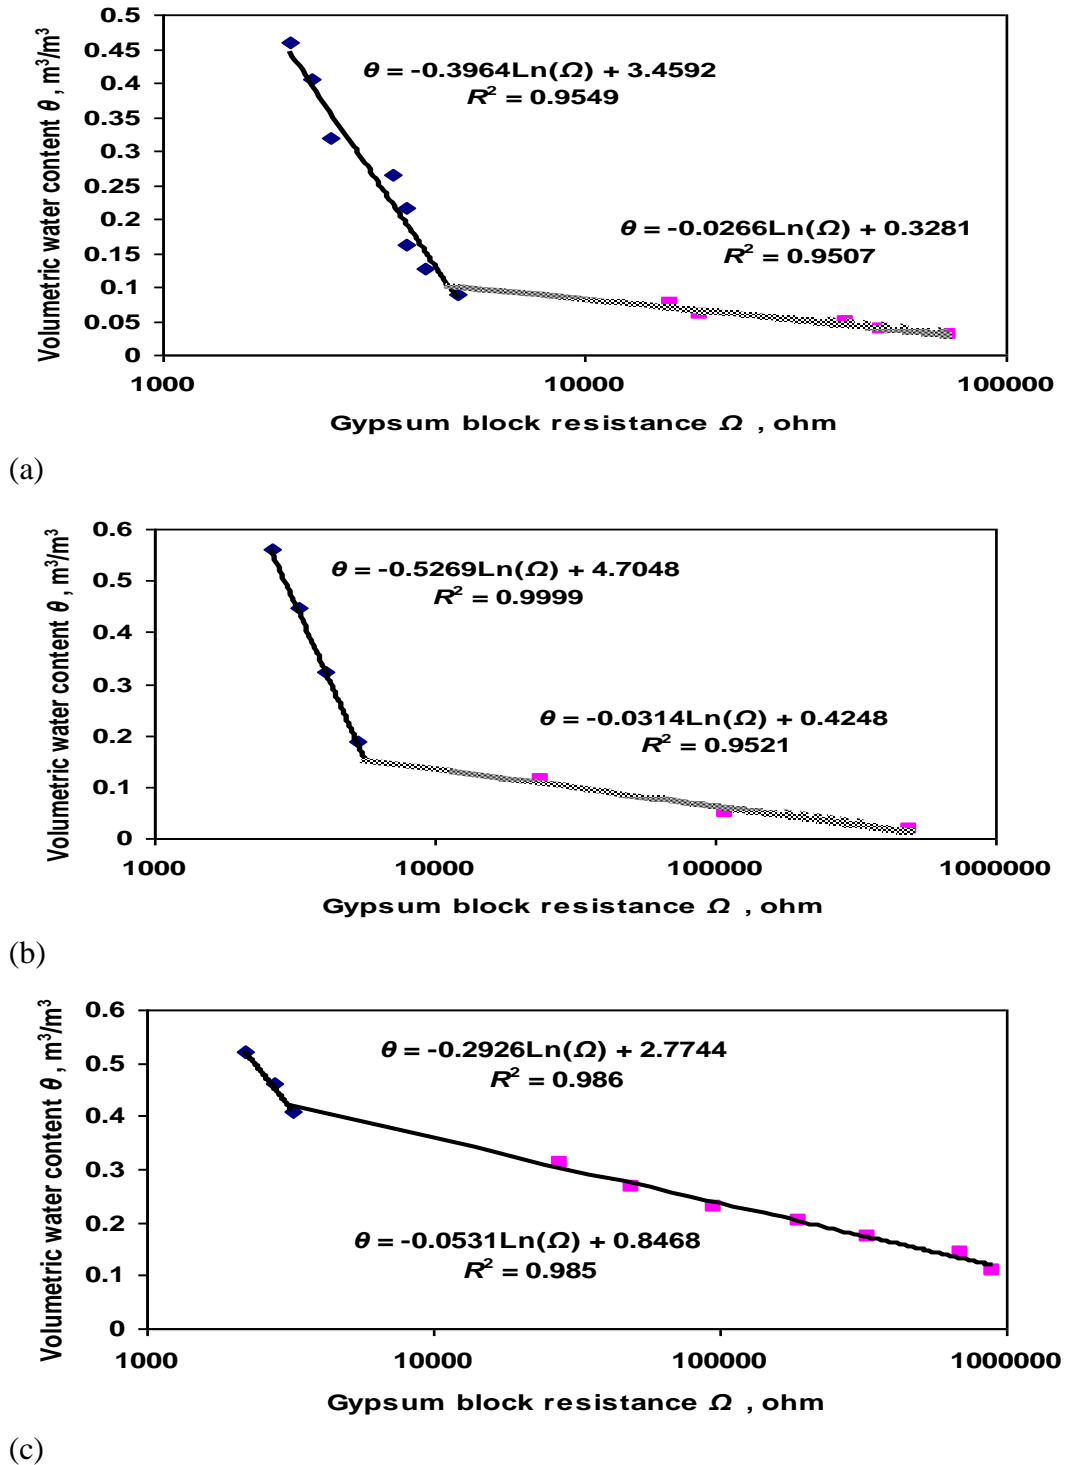 0.5
0.45
0.4
0.35
0.3
0.25
0.2
0.15
0.1
0.05
0
Volumetric water content θ, m³/m³
θ = -0.3964Ln(Ω) + 3.4592
R² = 0.9549
θ = -0.0266Ln(Ω) + 0.3281
R² = 0.9507
1000 10000 100000
Gypsum block resistance Ω , ohm
(a)
0.6
0.5
0.4
0.3
0.2
0.1
0
Volumetric water content θ, m³/m³
θ = -0.5269Ln(Ω) + 4.7048
R² = 0.9999
θ = -0.0314Ln(Ω) + 0.4248
R² = 0.9521
1000 10000 100000 1000000
Gypsum block resistance Ω , ohm
(b)
0.6
0.5
0.4
0.3
0.2
0.1
0
Volumetric water content θ, m³/m³
θ = -0.2926Ln(Ω) + 2.7744
R² = 0.986
θ = -0.0531Ln(Ω) + 0.8468
R² = 0.985
1000 10000 100000 1000000
Gypsum block resistance Ω , ohm
(c)